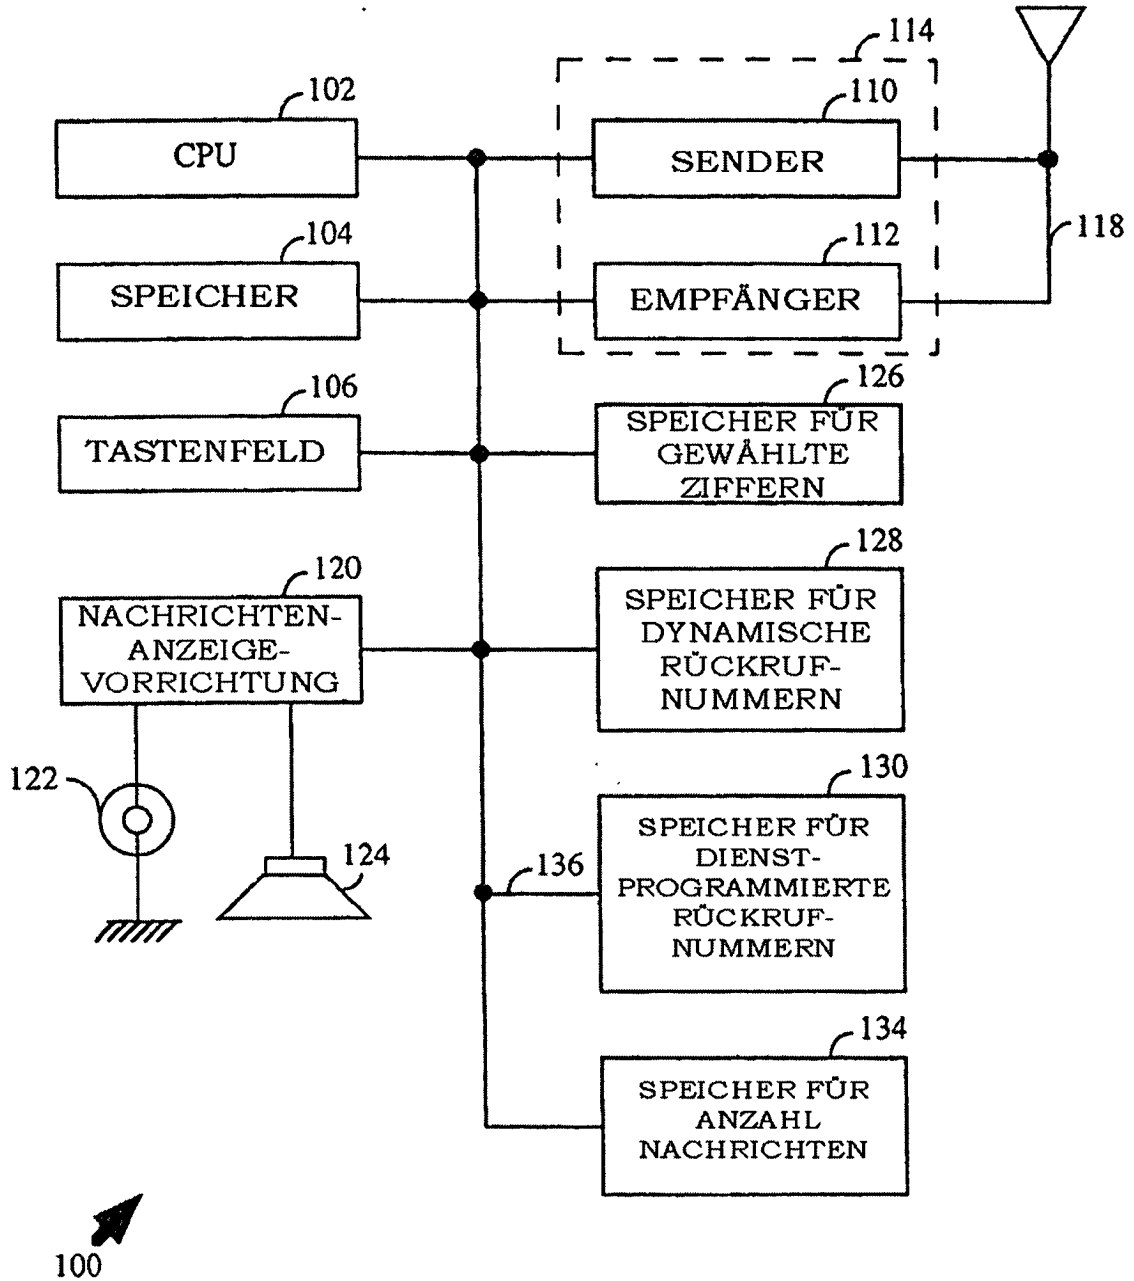 114
102
110
CPU
SENDER
118
104
112
SPEICHER
EMPFÄNGER
106
126
TASTENFELD
SPEICHER FÜR
GEWÄHLTE
ZIFFERN
120
128
NACHRICHTEN-
ANZEIGE-
VORRICHTUNG
SPEICHER FÜR
DYNAMISCHE
RÜCKRUF-
NUMMERN
122
124
130
136
SPEICHER FÜR
DIENST-
PROGRAMMIERTE
RÜCKRUF-
NUMMERN
134
SPEICHER FÜR
ANZAHL
NACHRICHTEN
100